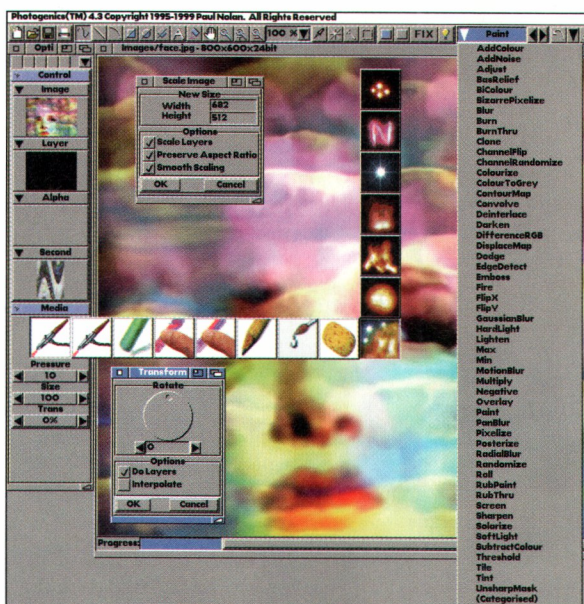 Photogenics(TM) 4.3 Copyright 1995-1999 Paul Nolan. All Rights Reserved
100 %
FIX
Paint
Opti
Images/face.jpg - 800x600x24bit
Control
Image
Layer
Alpha
Second
Media
Pressure
10
Size
100
Trans
0%
Scale Image
New Size
Width 682
Height 512
Options
Scale Layers
Preserve Aspect Ratio
Smooth Scaling
OK Cancel
Transform
Rotate
0
Options
Do Layers
Interpolate
OK Cancel
Progress:
AddColour
AddNoise
Adjust
BasRelief
BiColour
BizarrePixelize
Blur
Burn
BurnThru
Clone
ChannelFlip
ChannelRandomize
Colourize
ColourToGrey
ContourMap
Convolve
Deinterlace
Darken
DifferenceRGB
DisplaceMap
Dodge
EdgeDetect
Emboss
Fire
FlipX
FlipY
GaussianBlur
HardLight
Lighten
Max
Min
MotionBlur
Multiply
Negative
Overlay
Paint
PanBlur
Pixelize
Posterize
RadialBlur
Randomize
Roll
RubPaint
RubThru
Screen
Sharpen
Solarize
SoftLight
SubtractColour
Threshold
Tile
Tint
UnsharpMask
(Categorised)